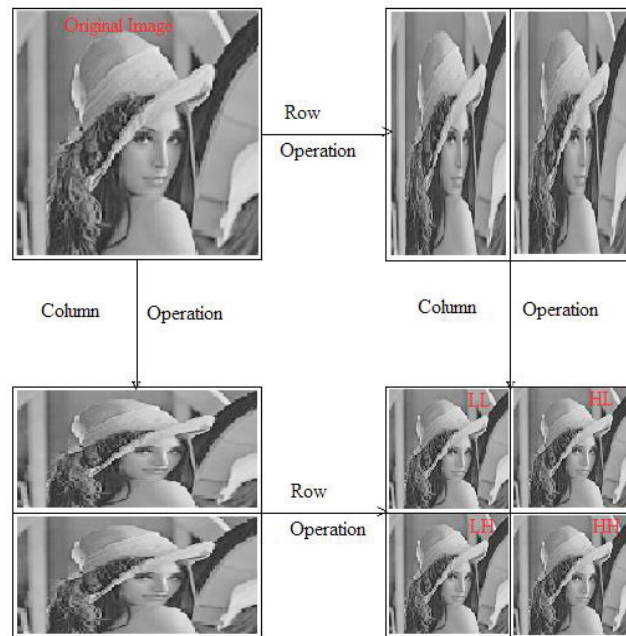 Original Image
Row
Operation
Column Operation
Column Operation
LL HL
Row
Operation
LH HH